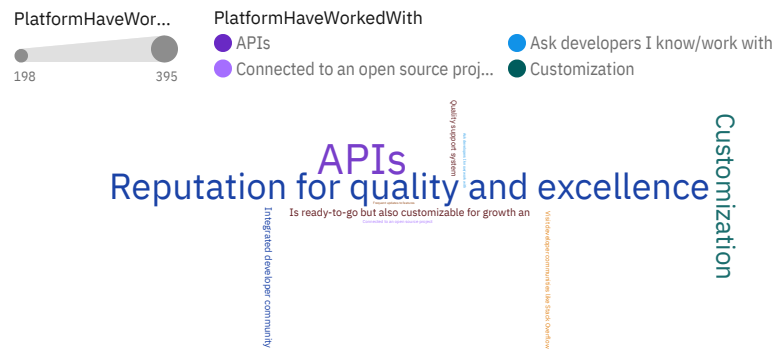 PlatformHaveWor...
198
395
PlatformHaveWorkedWith
APIs
Ask developers I know/work with
Connected to an open source proj...
Customization
Quality support system
APIs
Customization
Reputation for quality and excellence
Is ready-to-go but also customizable for growth an
Connected to an open source project
Integrated developer community
Visit developer communities like Stack Overflow